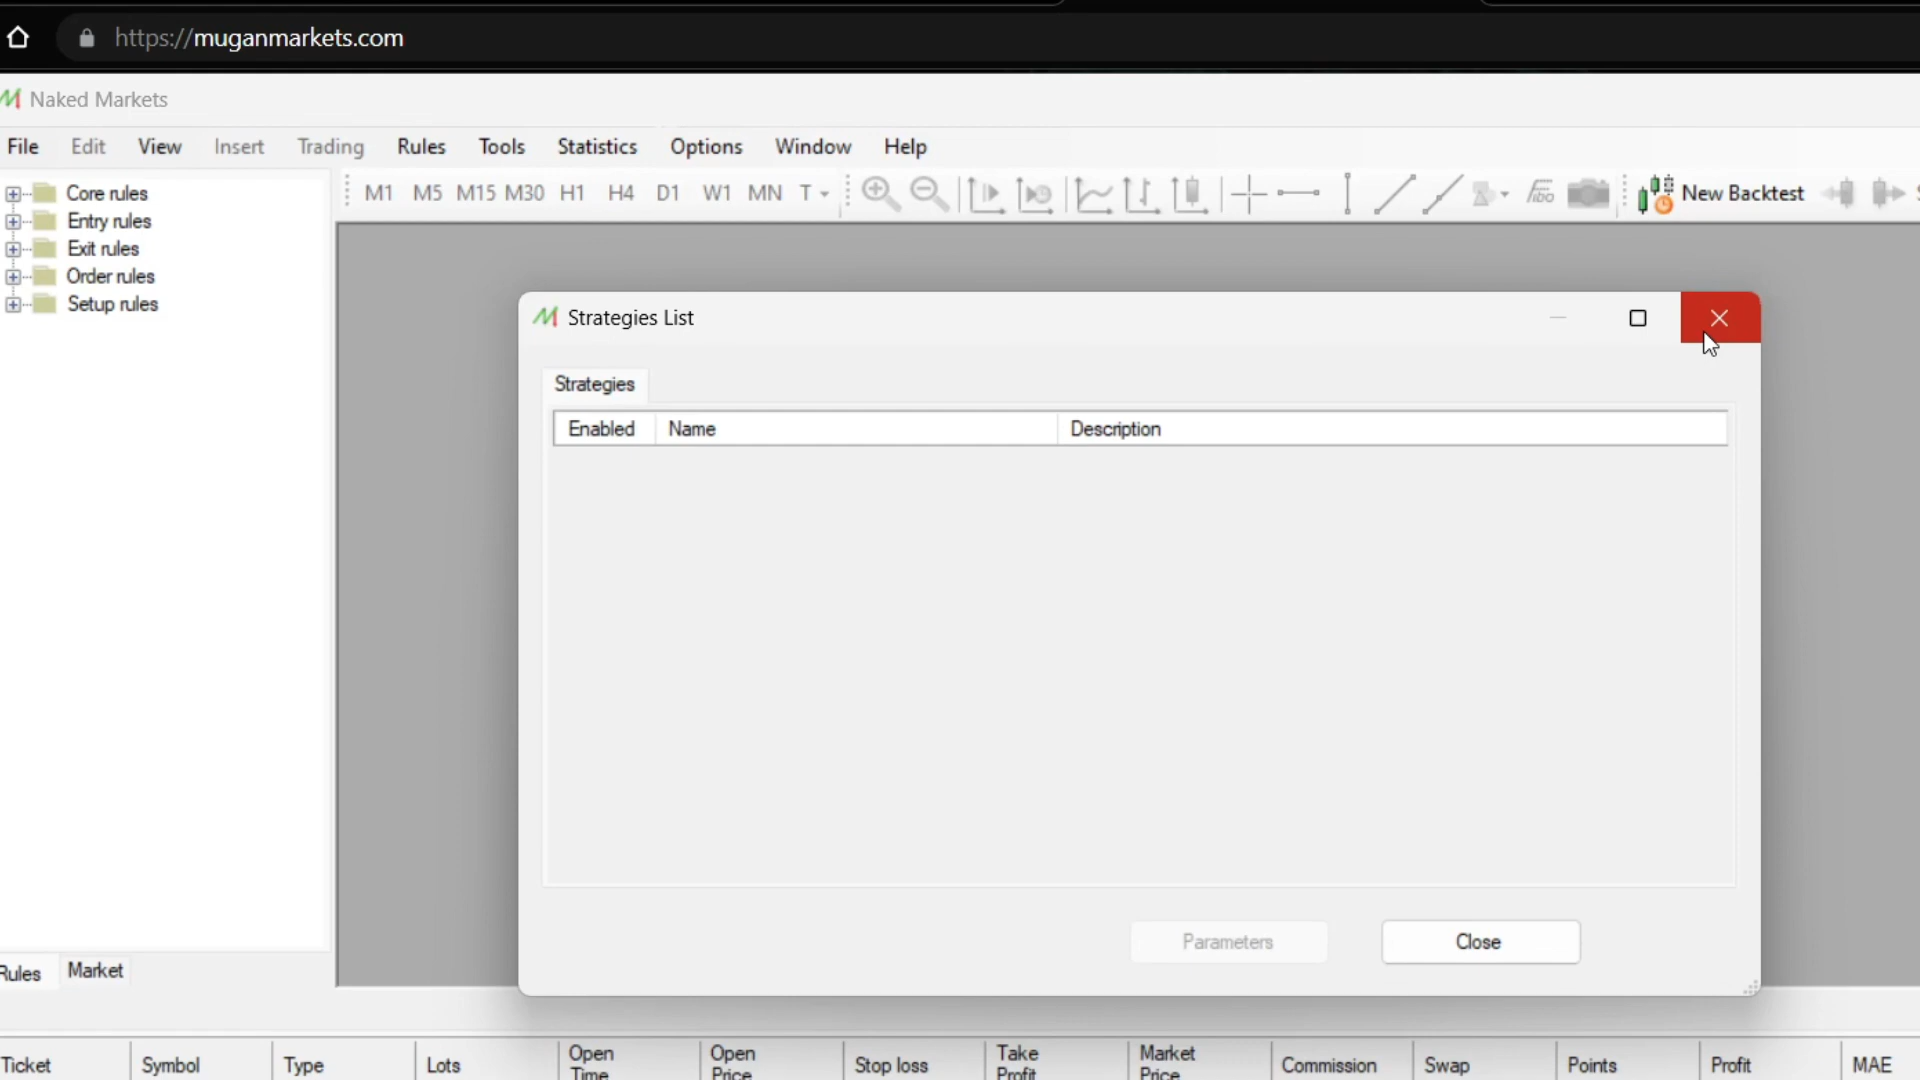 https://muganmarkets.com
Naked Markets
File Edit View Insert Trading Rules Tools Statistics Options Window Help
M1 M5 M15 M30 H1 H4 D1 W1 MN T New Backtest
Core rules
Entry rules
Exit rules
Order rules
Setup rules
Strategies List
Strategies
Enabled Name Description
Parameters Close
Rules Market
Ticket Symbol Type Lots Open Time Open Price Stop loss Take Profit Market Price Commission Swap Points Profit MAE